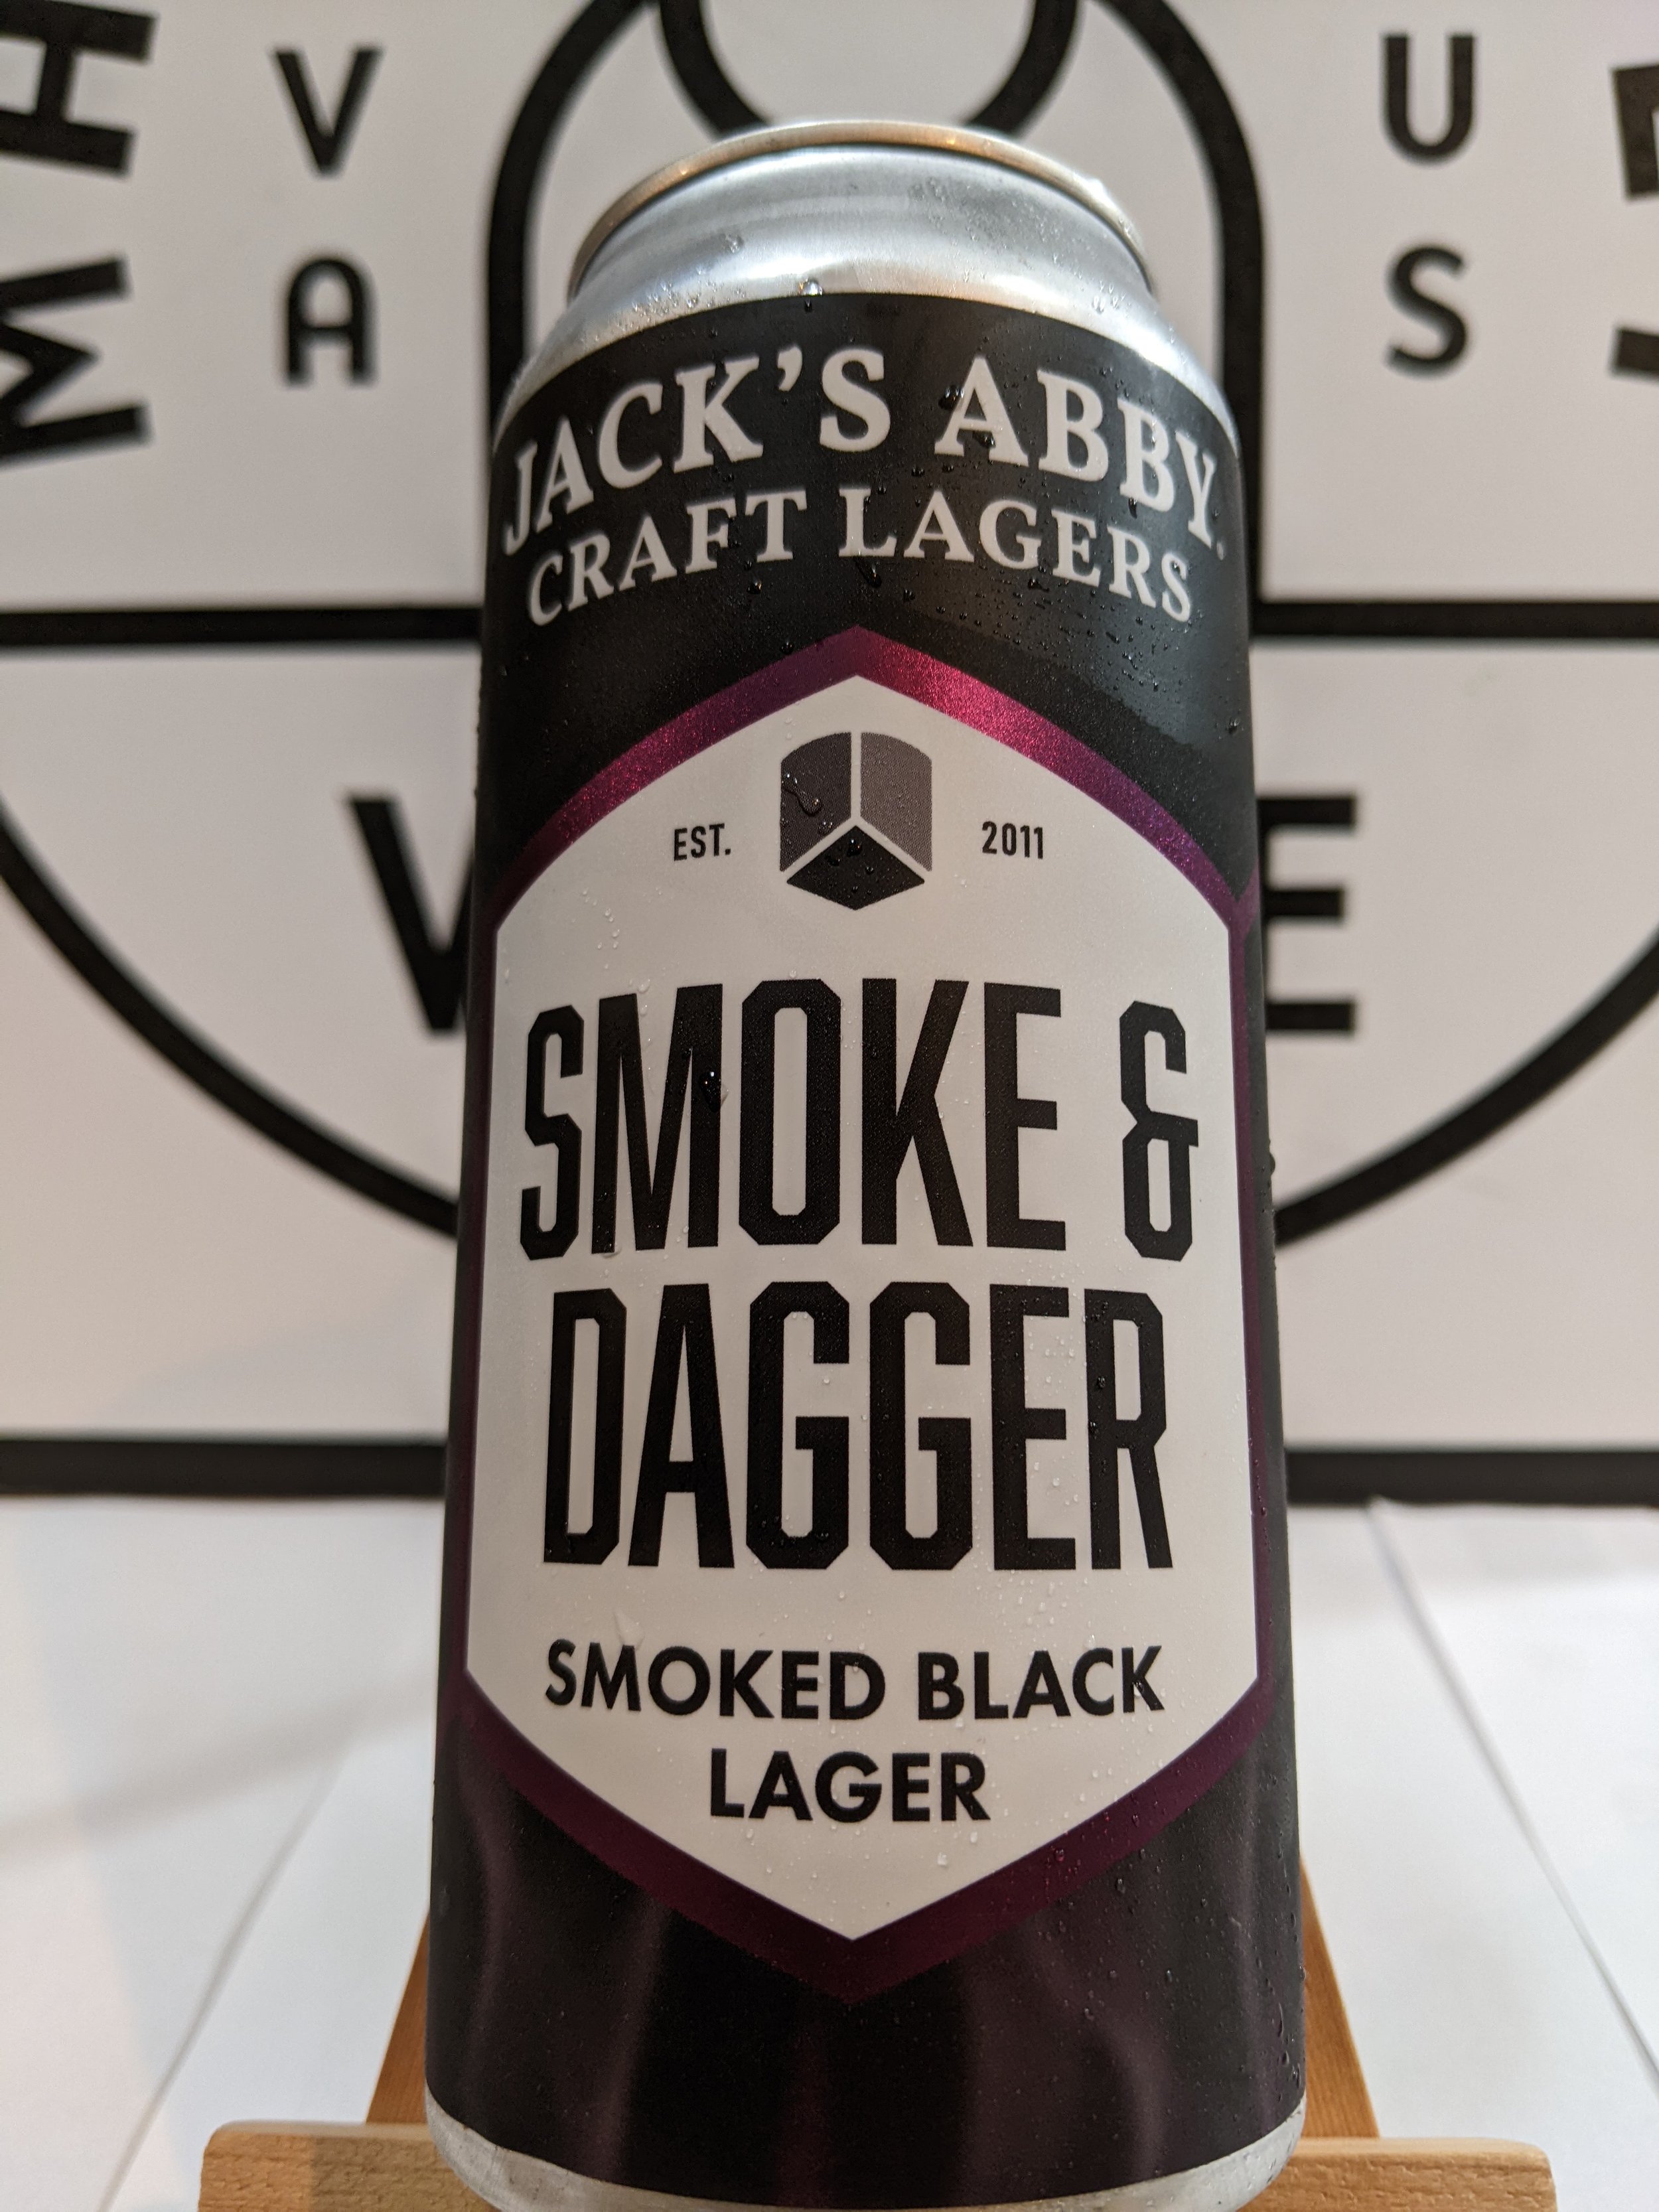 JACK'S ABBY.
CRAFT LAGERS
EST. 2011
SMOKE &
DAGGER
SMOKED BLACK
LAGER
V
A
U
S